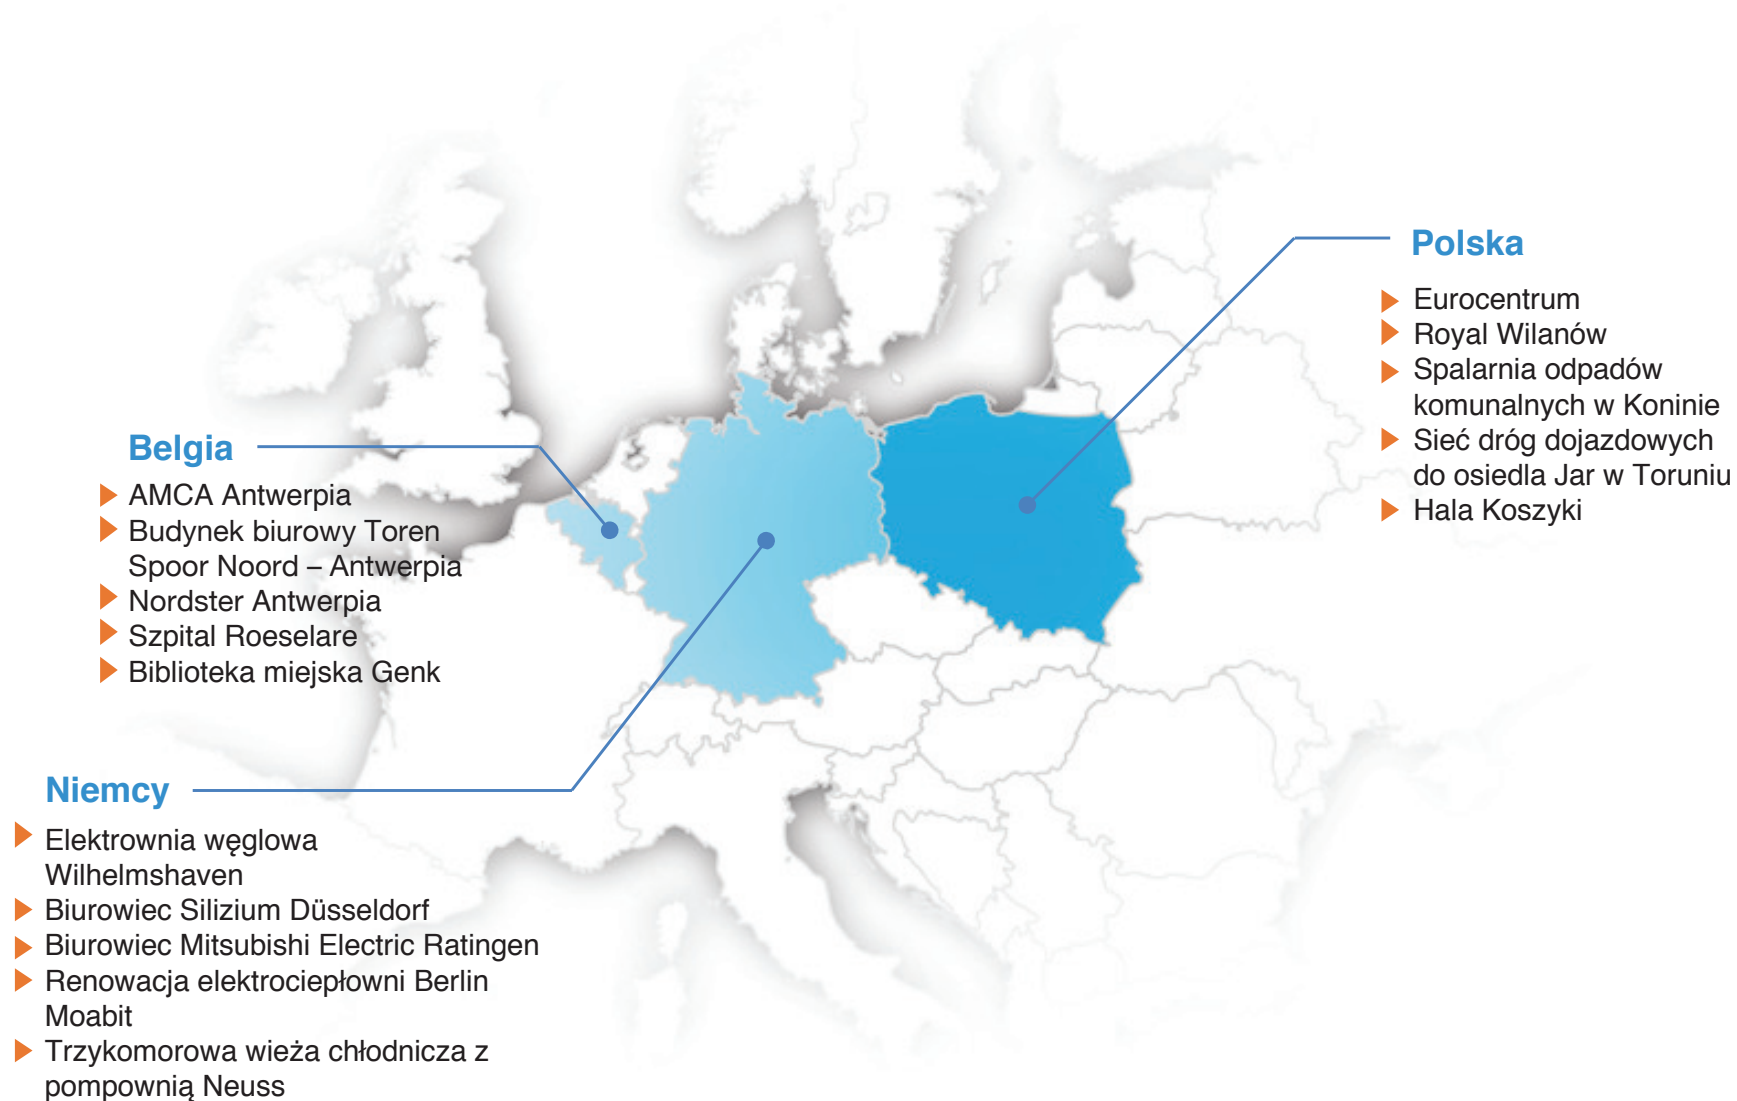 Polska
Eurocentrum
Royal Wilanów
Spalarnia odpadów
komunalnych w Koninie
Sieć dróg dojazdowych
do osiedla Jar w Toruniu
Hala Koszyki
Belgia
AMCA Antwerpia
Budynek biurowy Toren
Spoor Noord – Antwerpia
Nordster Antwerpia
Szpital Roeselare
Biblioteka miejska Genk
Niemcy
Elektrownia węglowa
Wilhelmshaven
Biurowiec Silizium Düsseldorf
Biurowiec Mitsubishi Electric Ratingen
Renowacja elektrociepłowni Berlin
Moabit
Trzykomorowa wieża chłodnicza z
pompownią Neuss